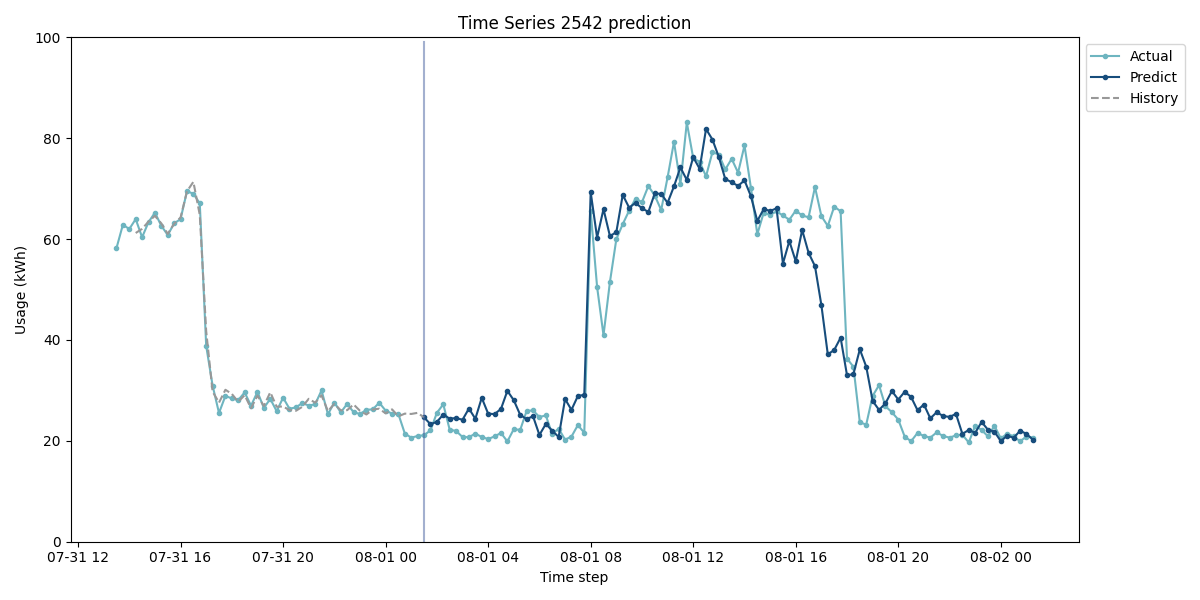 Time Series 2542 prediction
100
80
60
40
20
0
Usage (kWh)
07-31 12 07-31 16 07-31 20 08-01 00 08-01 04 08-01 08 08-01 12 08-01 16 08-01 20 08-02 00
Time step
Actual
Predict
History